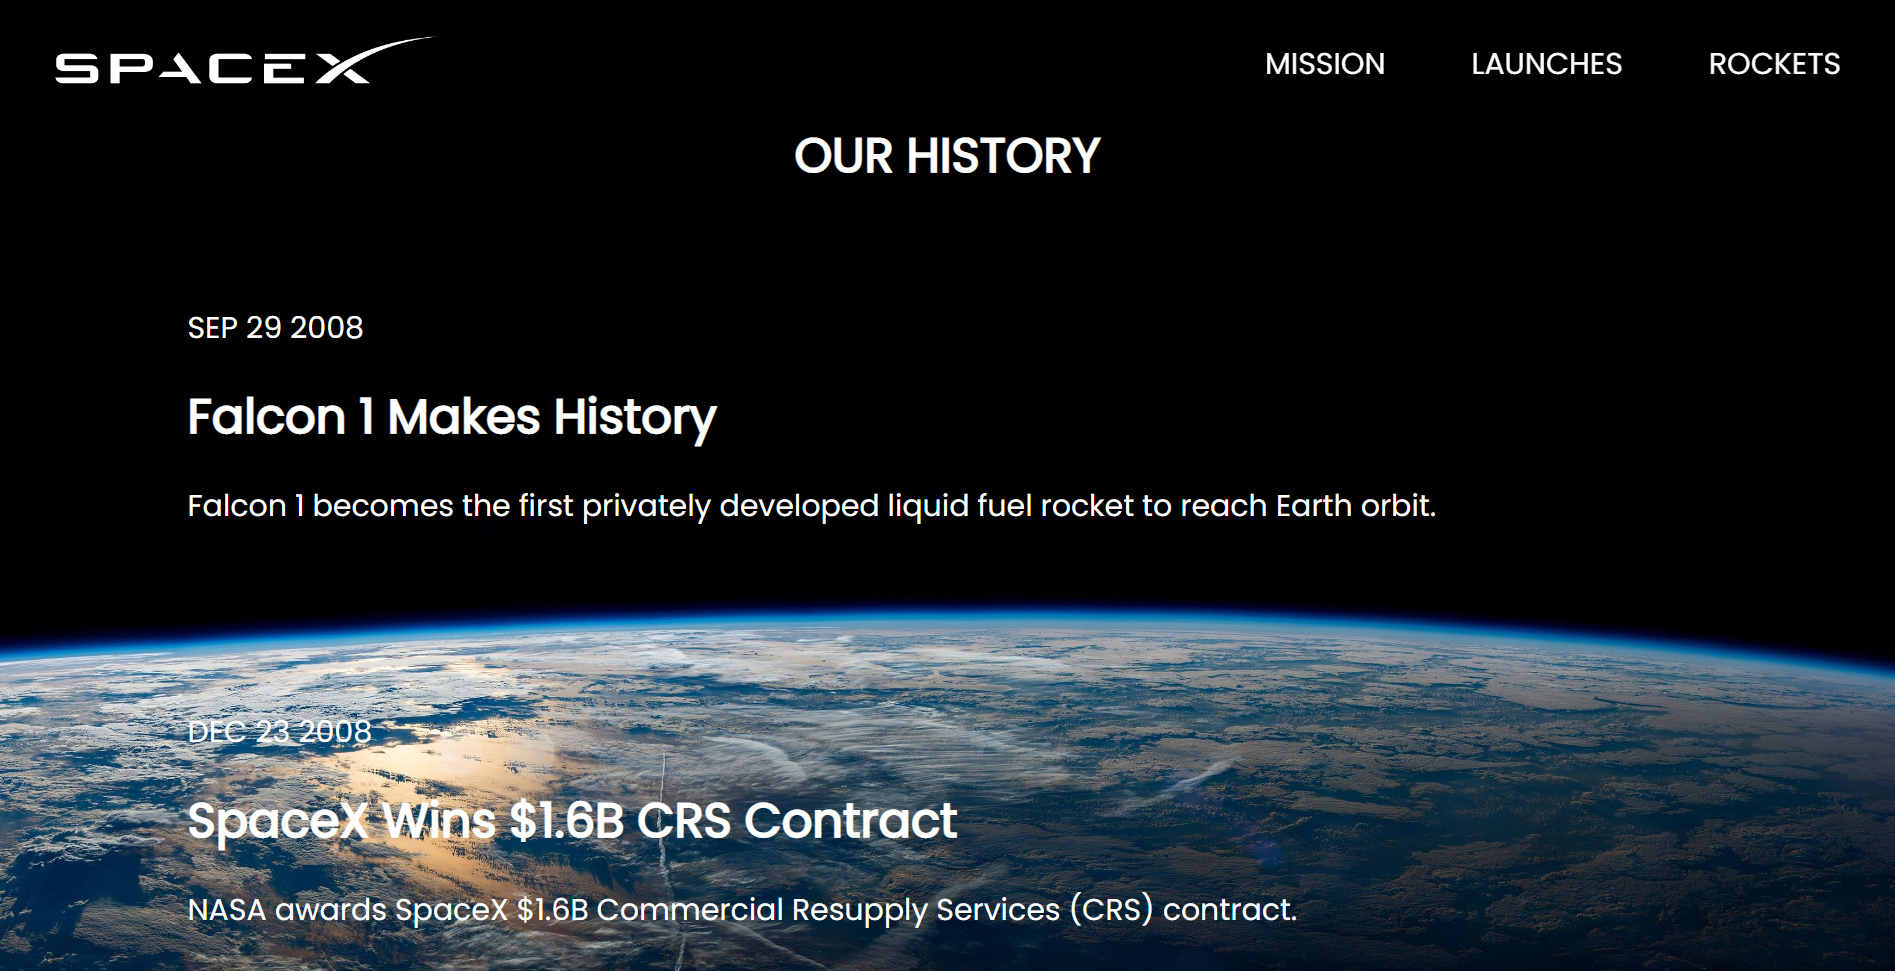 SPACEX
MISSION
LAUNCHES
ROCKETS
OUR HISTORY
SEP 29 2008
Falcon 1 Makes History
Falcon 1 becomes the first privately developed liquid fuel rocket to reach Earth orbit.
DEC 23 2008
SpaceX Wins $1.6B CRS Contract
NASA awards SpaceX $1.6B Commercial Resupply Services (CRS) contract.